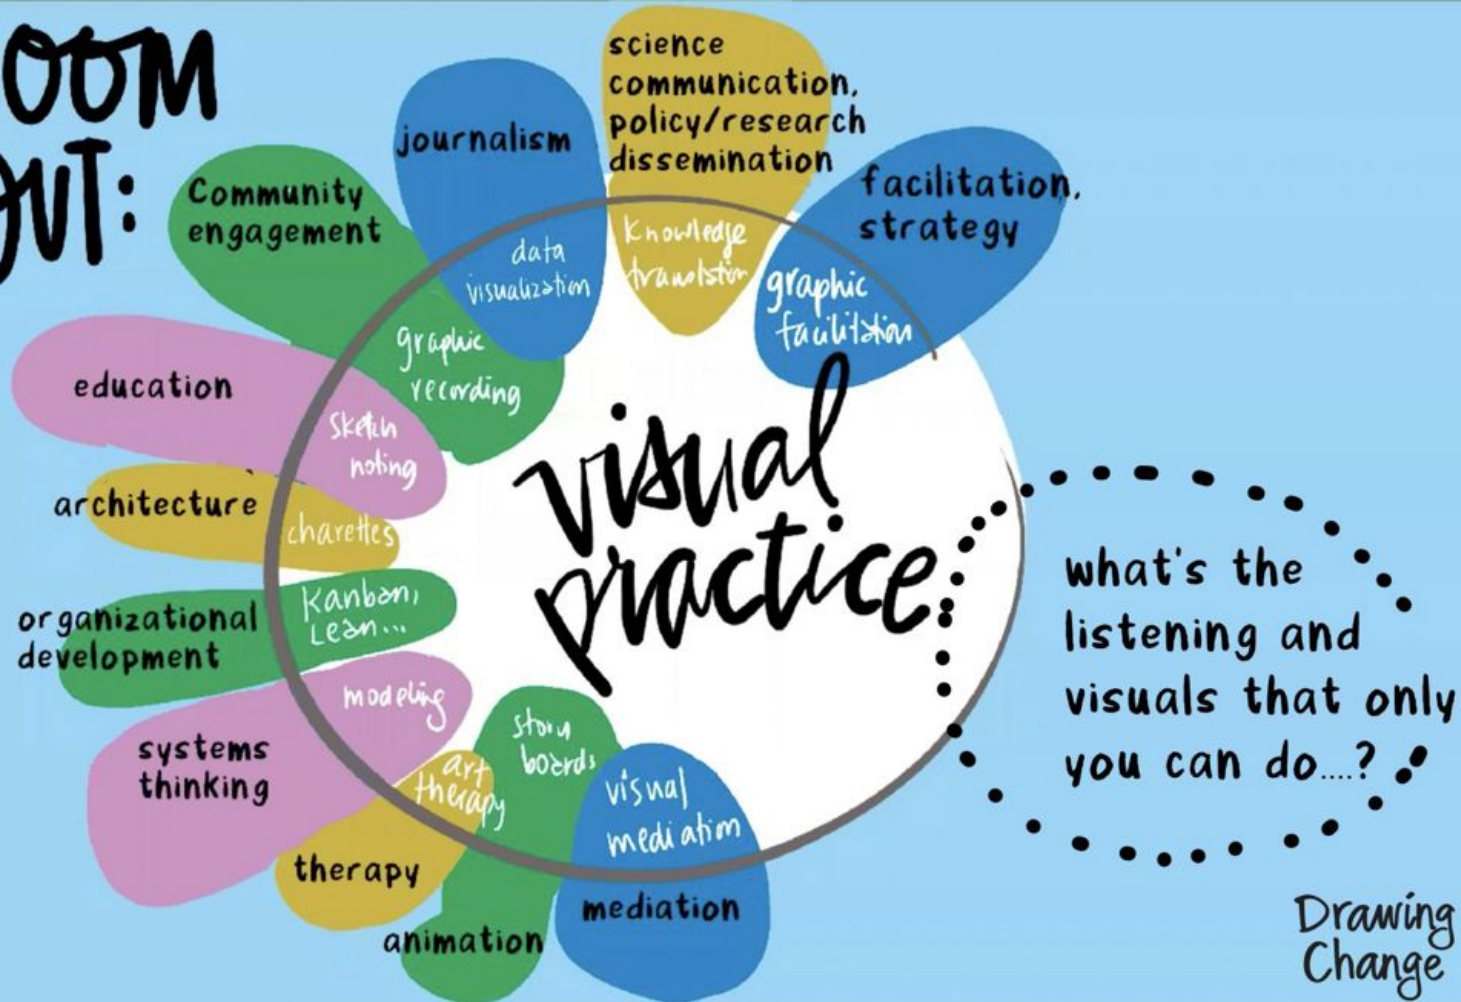 OOM
OUT:
science
communication,
policy/research
dissemination
journalism
facilitation,
strategy
Community
engagement
Knowledge
data
visualization
graphic
facilitation
graphic
recording
education
Sketch
noting
visual
practice
architecture
charettes
what's the
listening and
visuals that only
you can do....?
Kanban,
Lean...
organizational
development
modeling
story
boards
systems
thinking
art
therapy
visual
mediation
therapy
mediation
animation
Drawing
Change